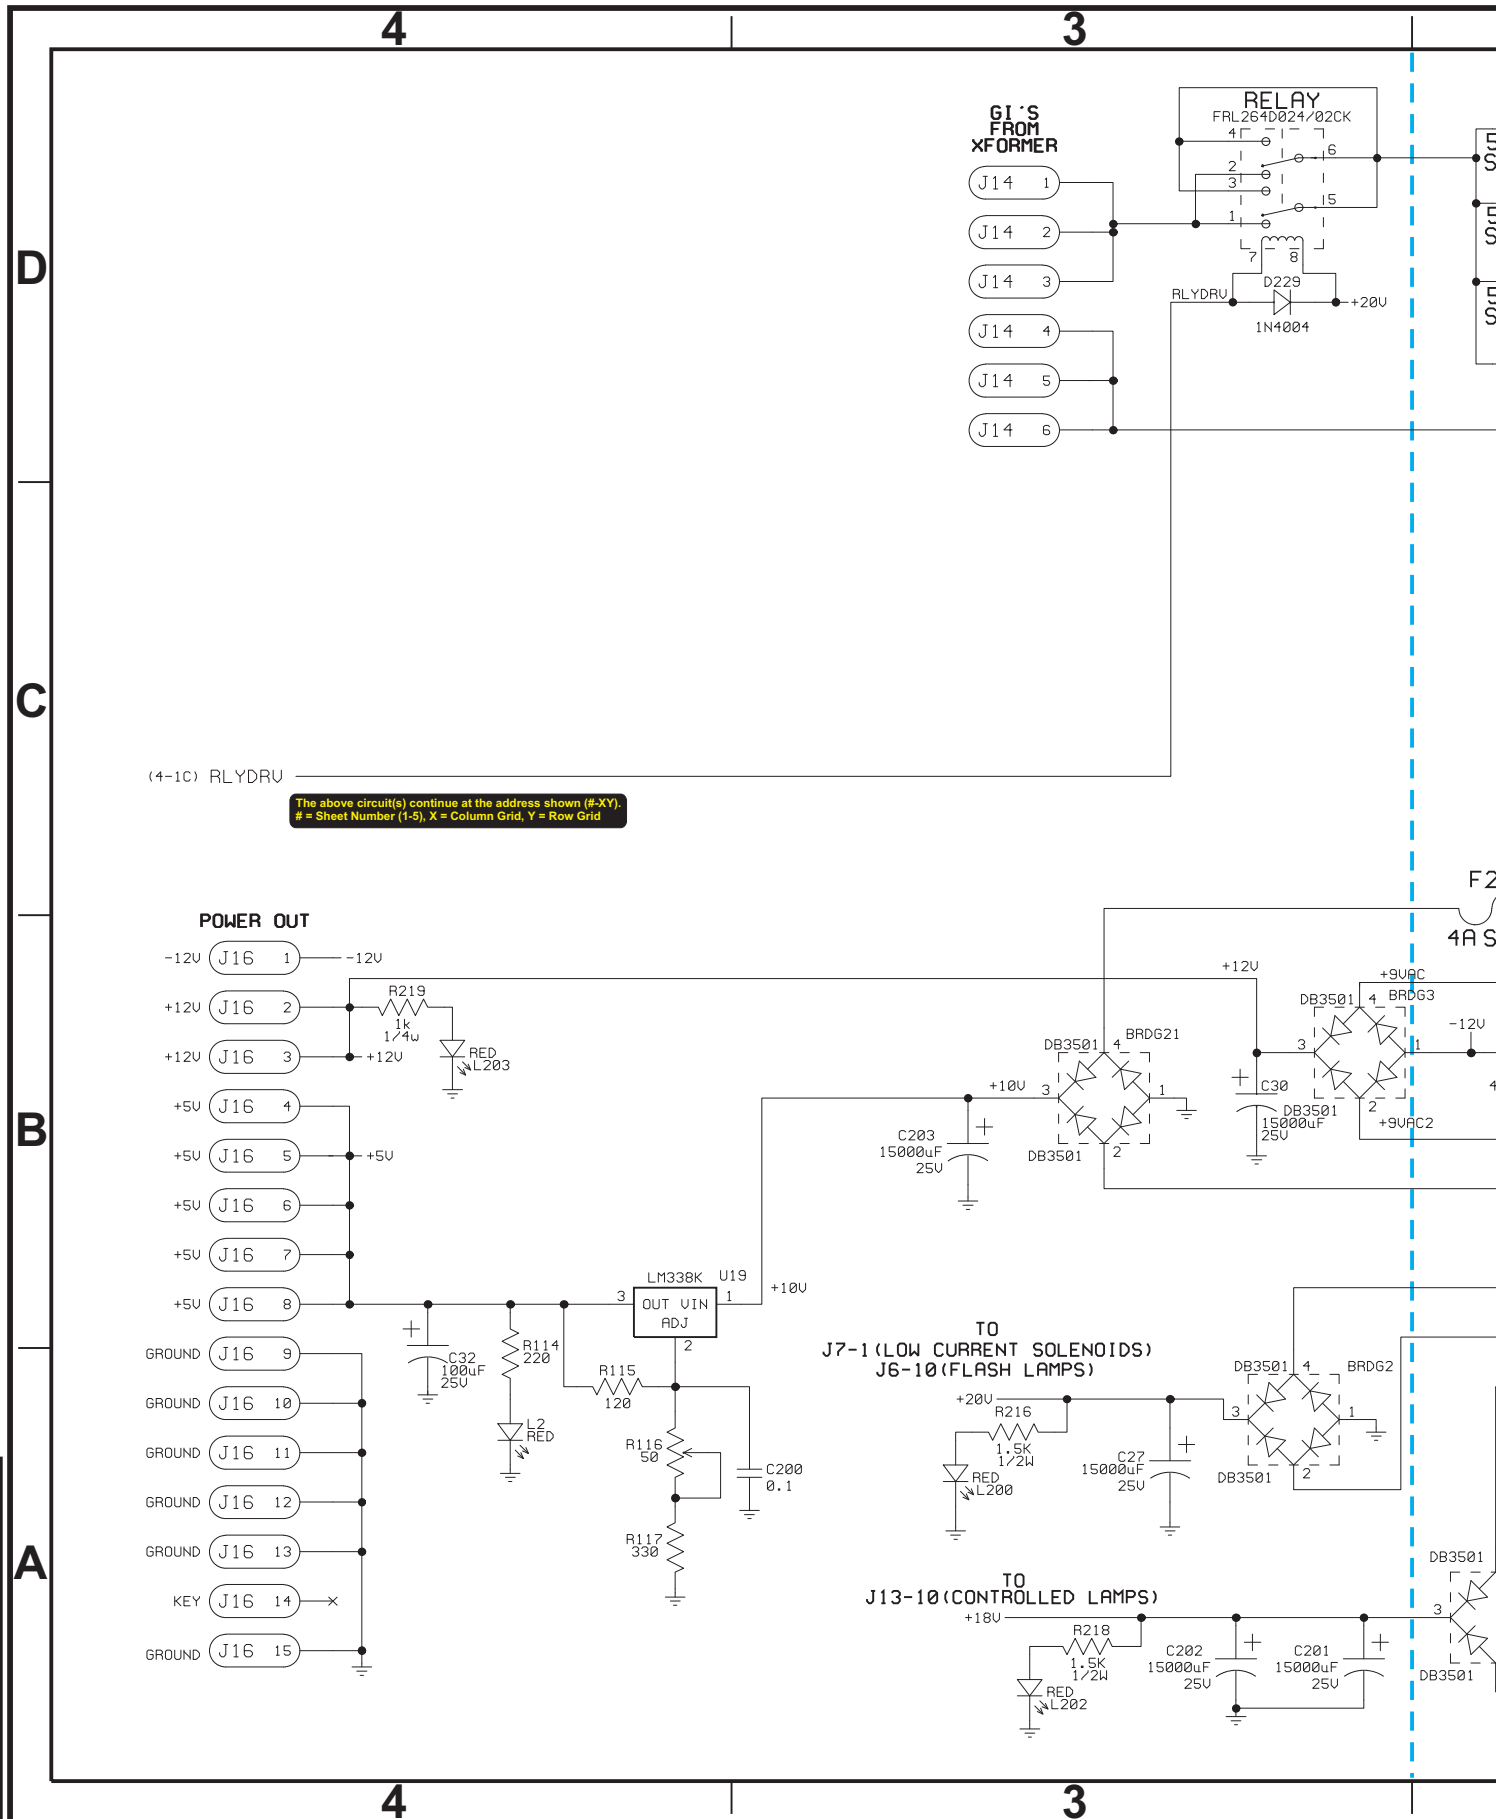 4 3
D
C
B
A
GI'S
FROM
XFORMER
J14 1
J14 2
J14 3
J14 4
J14 5
J14 6
RELAY
FRL264D024/02CK
4
6
2
3
5
1
7 8
D229
RLYDRV
+20V
1N4004
5
S
5
S
5
S
(4-1C) RLYDRV
The above circuit(s) continue at the address shown (#-XY).
# = Sheet Number (1-5), X = Column Grid, Y = Row Grid
F2
4A S
POWER OUT
-12V J16 1 -12V
+12V J16 2
+12V J16 3 +12V
+5V J16 4
+5V J16 5 +5V
+5V J16 6
+5V J16 7
+5V J16 8
GROUND J16 9
GROUND J16 10
GROUND J16 11
GROUND J16 12
GROUND J16 13
KEY J16 14
GROUND J16 15
R219
1k
1/4w
RED
L203
+12V
+9VAC
DB3501 4 BRDG3
-12V
3 1
4
2
DB3501
+9VAC2
C30
15000uF
25V
DB3501 4 BRDG21
+10V 3 1
2
DB3501
C203
15000uF
25V
LM338K U19
3 OUT VIN 1
ADJ
2
+10V
C32
100uF
25V
R114
220
L2
RED
R115
120
R116
50
R117
330
C200
0.1
TO
J7-1(LOW CURRENT SOLENOIDS)
J6-10(FLASH LAMPS)
+20V
R216
1.5K
1/2W
RED
L200
C27
15000uF
25V
DB3501 4 BRDG2
3 1
2
DB3501
TO
J13-10(CONTROLLED LAMPS)
+18V
R218
1.5K
1/2W
RED
L202
C202
15000uF
25V
C201
15000uF
25V
DB3501
3
DB3501
4 3